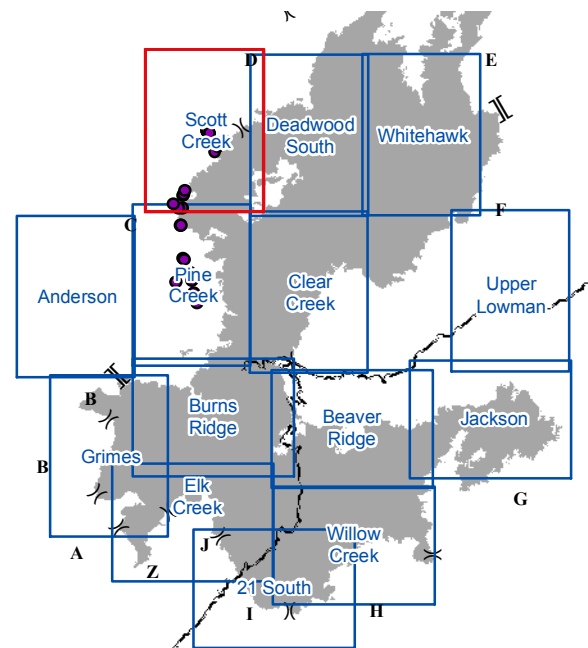 D
E
Scott
Creek
Deadwood
South
Whitehawk
C
F
Anderson
Pine
Creek
Clear
Creek
Upper
Lowman
B
Burns
Ridge
Beaver
Ridge
Jackson
B
Grimes
G
Elk
Creek
A
J
Willow
Creek
Z
21 South
I
H